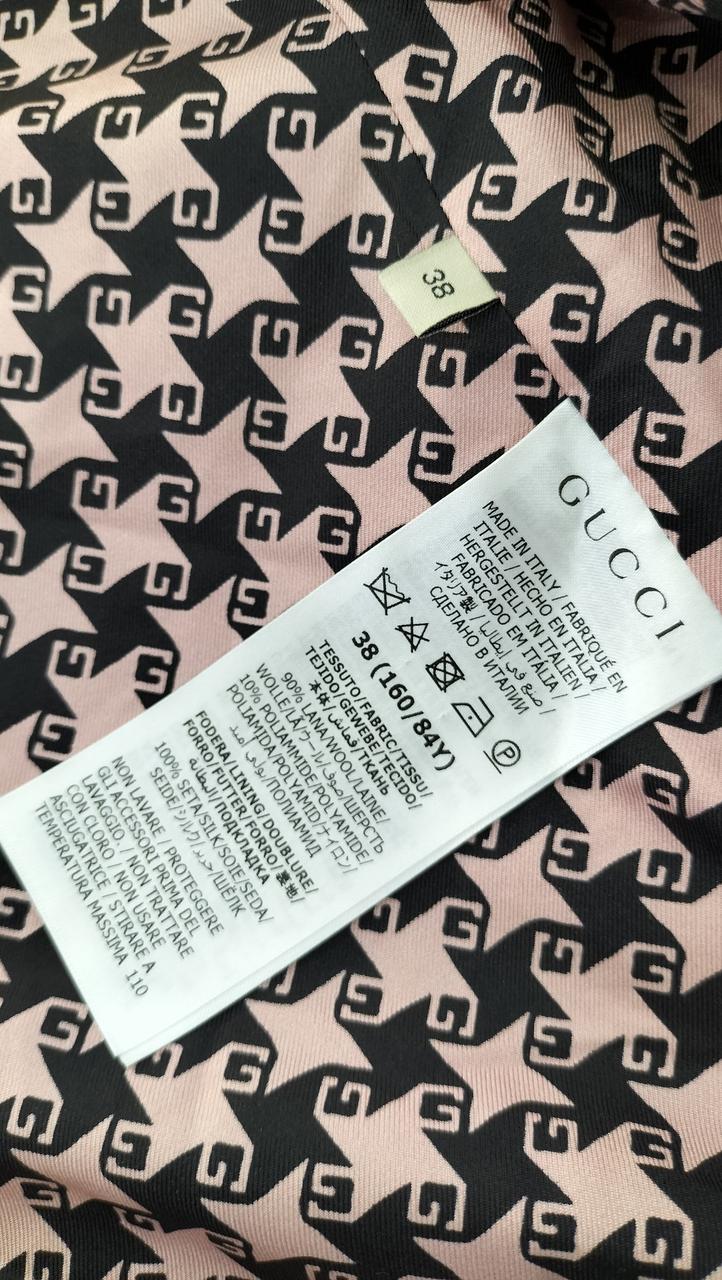 38
GUCCI
MADE IN ITALY / FABRIQUÉ EN
ITALIE / HECHO EN ITALIA /
HERGESTELLT IN ITALIEN /
FABRICADO EM ITALIA /
イタリア製 / صنع في إيطاليا /
СДЕЛАНО В ИТАЛИИ
P
38 (160/84Y)
TESSUTO/FABRIC/TISSU/
TEJIDO/GEWEBE/TECIDO/
本体/قماش/ТКАНЬ
90% LANA/WOOL/LAINE/
WOLLE/LÃ/ウール/صوف/ШЕРСТЬ
10% POLIAMMIDE/POLYAMIDE/
POLIAMIDA/POLYAMID/ナイロン/
بولي أميد/ПОЛИАМИД
FODERA/LINING/DOUBLURE/
FORRO/FUTTER/FORRO/裏地/
البطانة/ПОДКЛАДКА
100% SETA/SILK/SOIE/SEDA/
SEIDE/シルク/حرير/ШЁЛК
NON LAVARE / PROTEGGERE
GLI ACCESSORI PRIMA DEL
LAVAGGIO. / NON TRATTARE
CON CLORO / NON USARE
ASCIUGATRICE / STIRARE A
TEMPERATURA MASSIMA 110